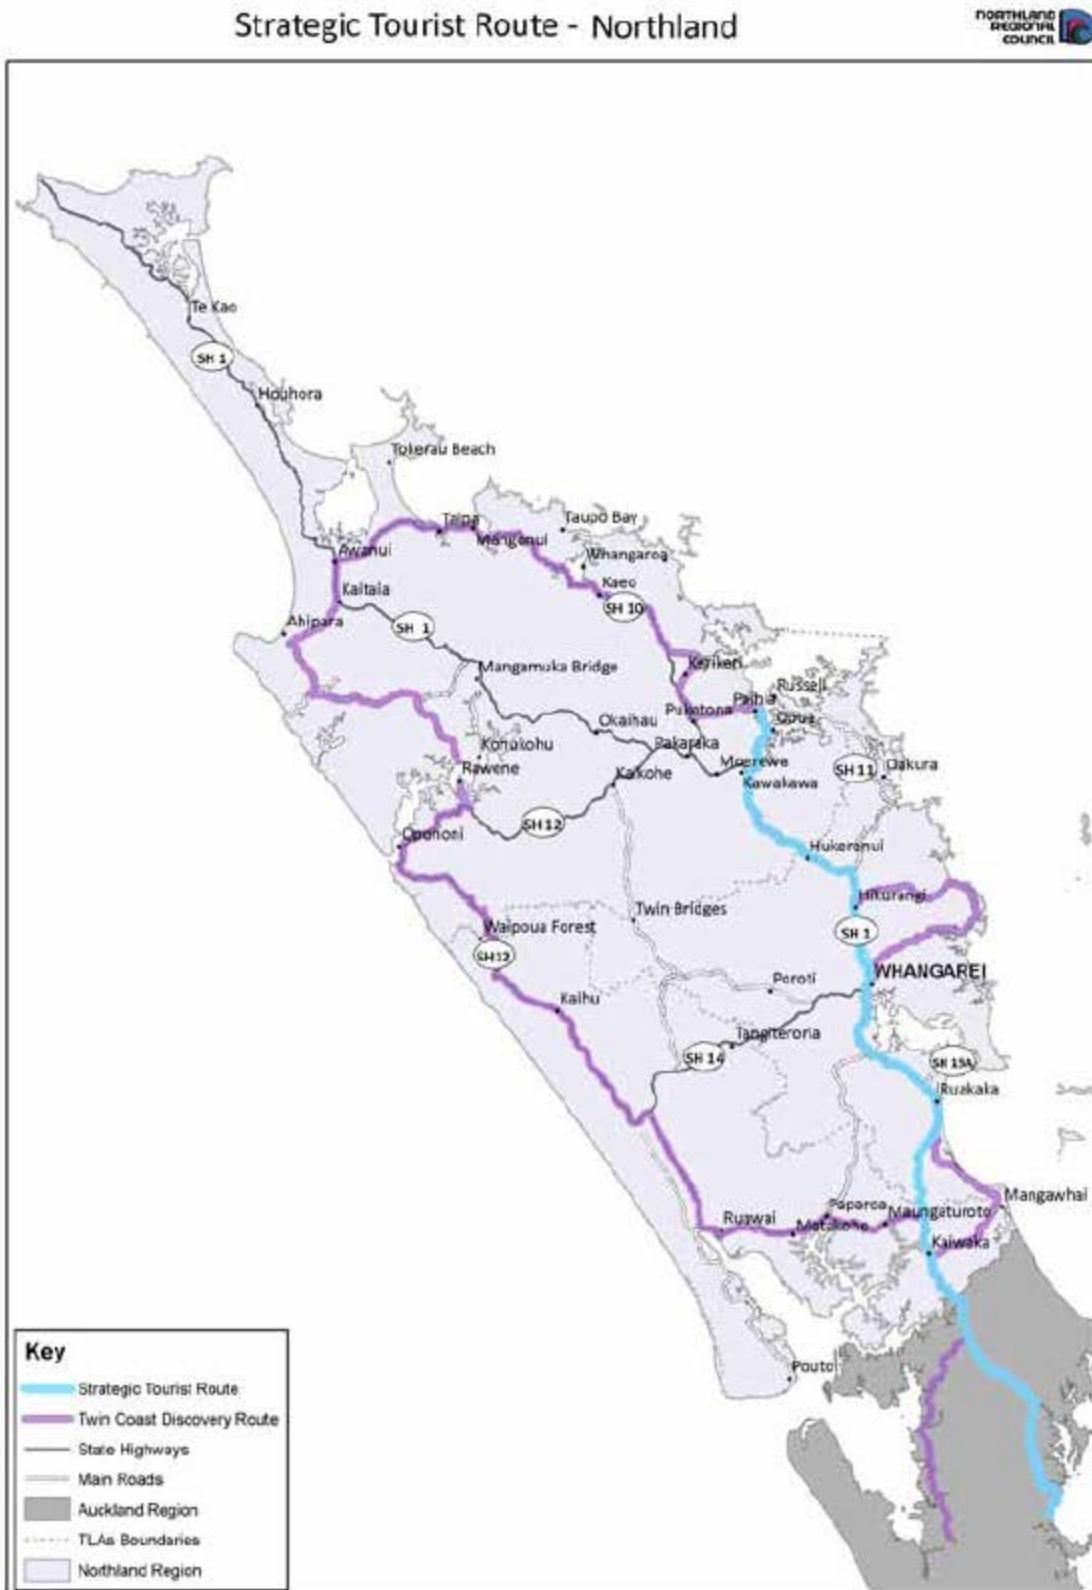 Strategic Tourist Route - Northland
NORTHLAND
REGIONAL
COUNCIL
Te Kao
SH 1
Houhora
Tokerau Beach
Taipa
Taupo Bay
Mangonui
Awanui
Whangaroa
Kaeo
Kaitaia
SH 10
Ahipara
SH 1
Mangamuka Bridge
Kerikeri
Russell
Paihia
Puketona
Opua
Okaihau
Pakaraka
Kohukohu
Moerewa
SH 11
Oakura
Rawene
Kaikohe
Kawakawa
SH 12
Opononi
Hukerenui
Hikurangi
Twin Bridges
Waipoua Forest
SH 1
SH12
WHANGAREI
Poroti
Kaihu
Tangiteroria
SH 14
SH 15A
Ruakaka
Mangawhai
Paparoa
Ruawai
Matakohe
Maungaturoto
Kaiwaka
Poutol
Key
Strategic Tourist Route
Twin Coast Discovery Route
State Highways
Main Roads
Auckland Region
TLAs Boundaries
Northland Region